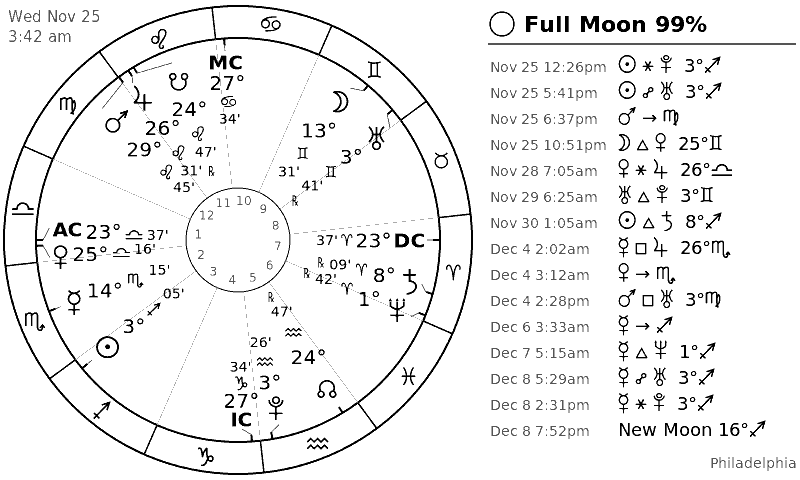 Wed Nov 25
3:42 am
Full Moon 99%
Nov 25 12:26pm ☉ ⚹ ♇ 3°♐
Nov 25 5:41pm ☉ ☍ ♅ 3°♐
Nov 25 6:37pm ♂ → ♍
Nov 25 10:51pm ☽ △ ♀ 25°♊
Nov 28 7:05am ♀ ⚹ ♃ 26°♎
Nov 29 6:25am ♅ △ ♇ 3°♊
Nov 30 1:05am ☉ △ ♄ 8°♐
Dec 4 2:02am ☿ □ ♃ 26°♏
Dec 4 3:12am ♀ → ♏
Dec 4 2:28pm ♂ □ ♅ 3°♍
Dec 6 3:33am ☿ → ♐
Dec 7 5:15am ☿ △ ♆ 1°♐
Dec 8 5:29am ☿ ☍ ♅ 3°♐
Dec 8 2:31pm ☿ ⚹ ♇ 3°♐
Dec 8 7:52pm New Moon 16°♐
Philadelphia
MC
27°
♋
34'
☋ 24° ♌ 47'
♃ 26° ♌ 31' ℞
♂ 29° ♌ 45'
☽ 13° ♊ 31'
♅ 3° ♊ 41' ℞
AC 23° ♎ 37'
♀ 25° ♎ 16'
☿ 14° ♏ 15'
☉ 3° ♐ 05'
37' ♈ 23° DC
♄ 8° ♈ 09' ℞
♆ 1° ♈ 42' ℞
☊ 24° ♒ 47' ℞
♇ 3° ♒ 26'
34'
♑
27°
IC
1
2
3
4
5
6
7
8
9
10
11
12
♋
♊
♉
♈
♓
♒
♑
♐
♏
♎
♍
♌